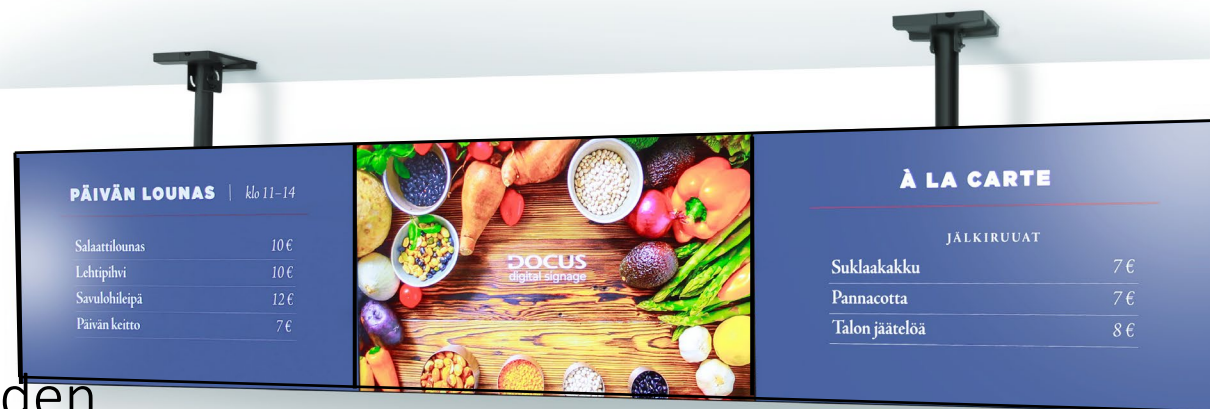 PÄIVÄN LOUNAS | klo 11–14
Salaattilounas 10 €
Lehtipihvi 10 €
Savulohileipä 12 €
Päivän keitto 7 €
DOCUS
digital signage
À LA CARTE
JÄLKIRUUAT
Suklaakakku 7 €
Pannacotta 7 €
Talon jäätelöä 8 €
den